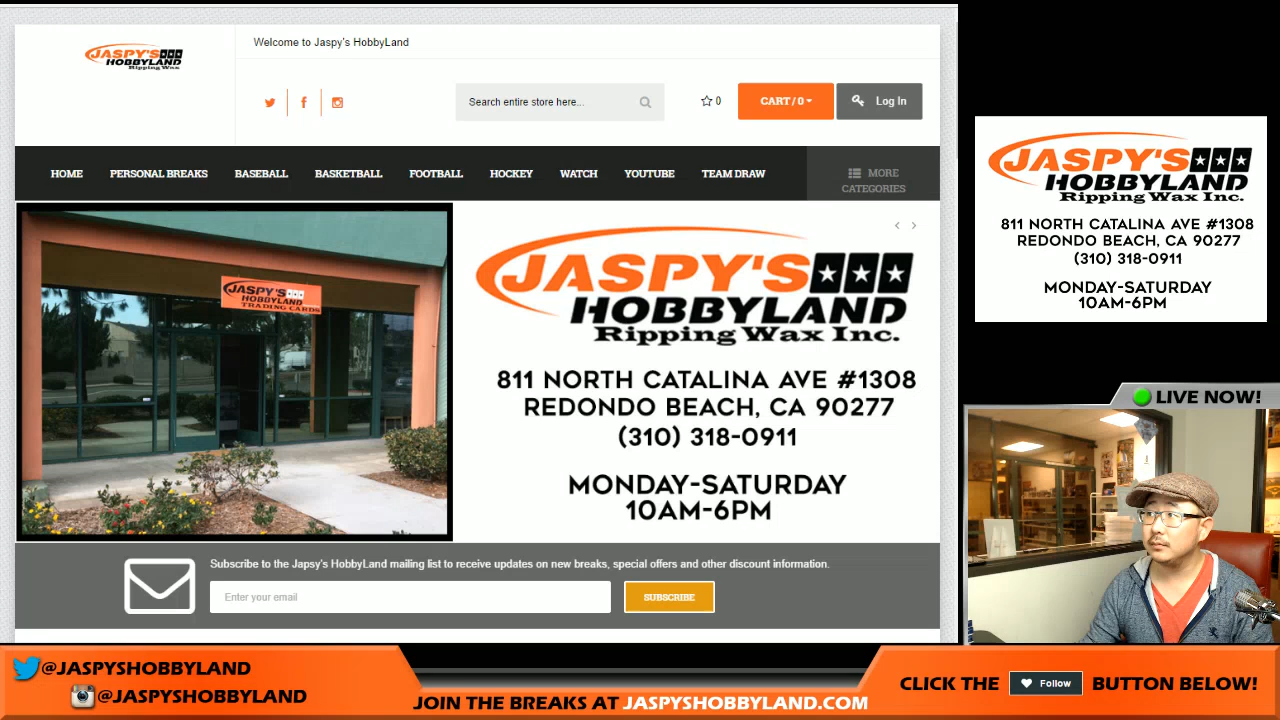 JASPY'S
HOBBYLAND
Ripping Wax
Welcome to Jaspy's HobbyLand
Search entire store here...
0
CART / 0
Log In
HOME PERSONAL BREAKS BASEBALL BASKETBALL FOOTBALL HOCKEY WATCH YOUTUBE TEAM DRAW
MORE
CATEGORIES
JASPY'S
HOBBYLAND
TRADING CARDS
JASPY'S
HOBBYLAND
Ripping Wax Inc.
811 NORTH CATALINA AVE #1308
REDONDO BEACH, CA 90277
(310) 318-0911
MONDAY-SATURDAY
10AM-6PM
Subscribe to the Japsy's HobbyLand mailing list to receive updates on new breaks, special offers and other discount information.
Enter your email
SUBSCRIBE
JASPY'S
HOBBYLAND
Ripping Wax Inc.
811 NORTH CATALINA AVE #1308
REDONDO BEACH, CA 90277
(310) 318-0911
MONDAY-SATURDAY
10AM-6PM
LIVE NOW!
@JASPYSHOBBYLAND
@JASPYSHOBBYLAND
JOIN THE BREAKS AT JASPYSHOBBYLAND.COM
CLICK THE Follow BUTTON BELOW!